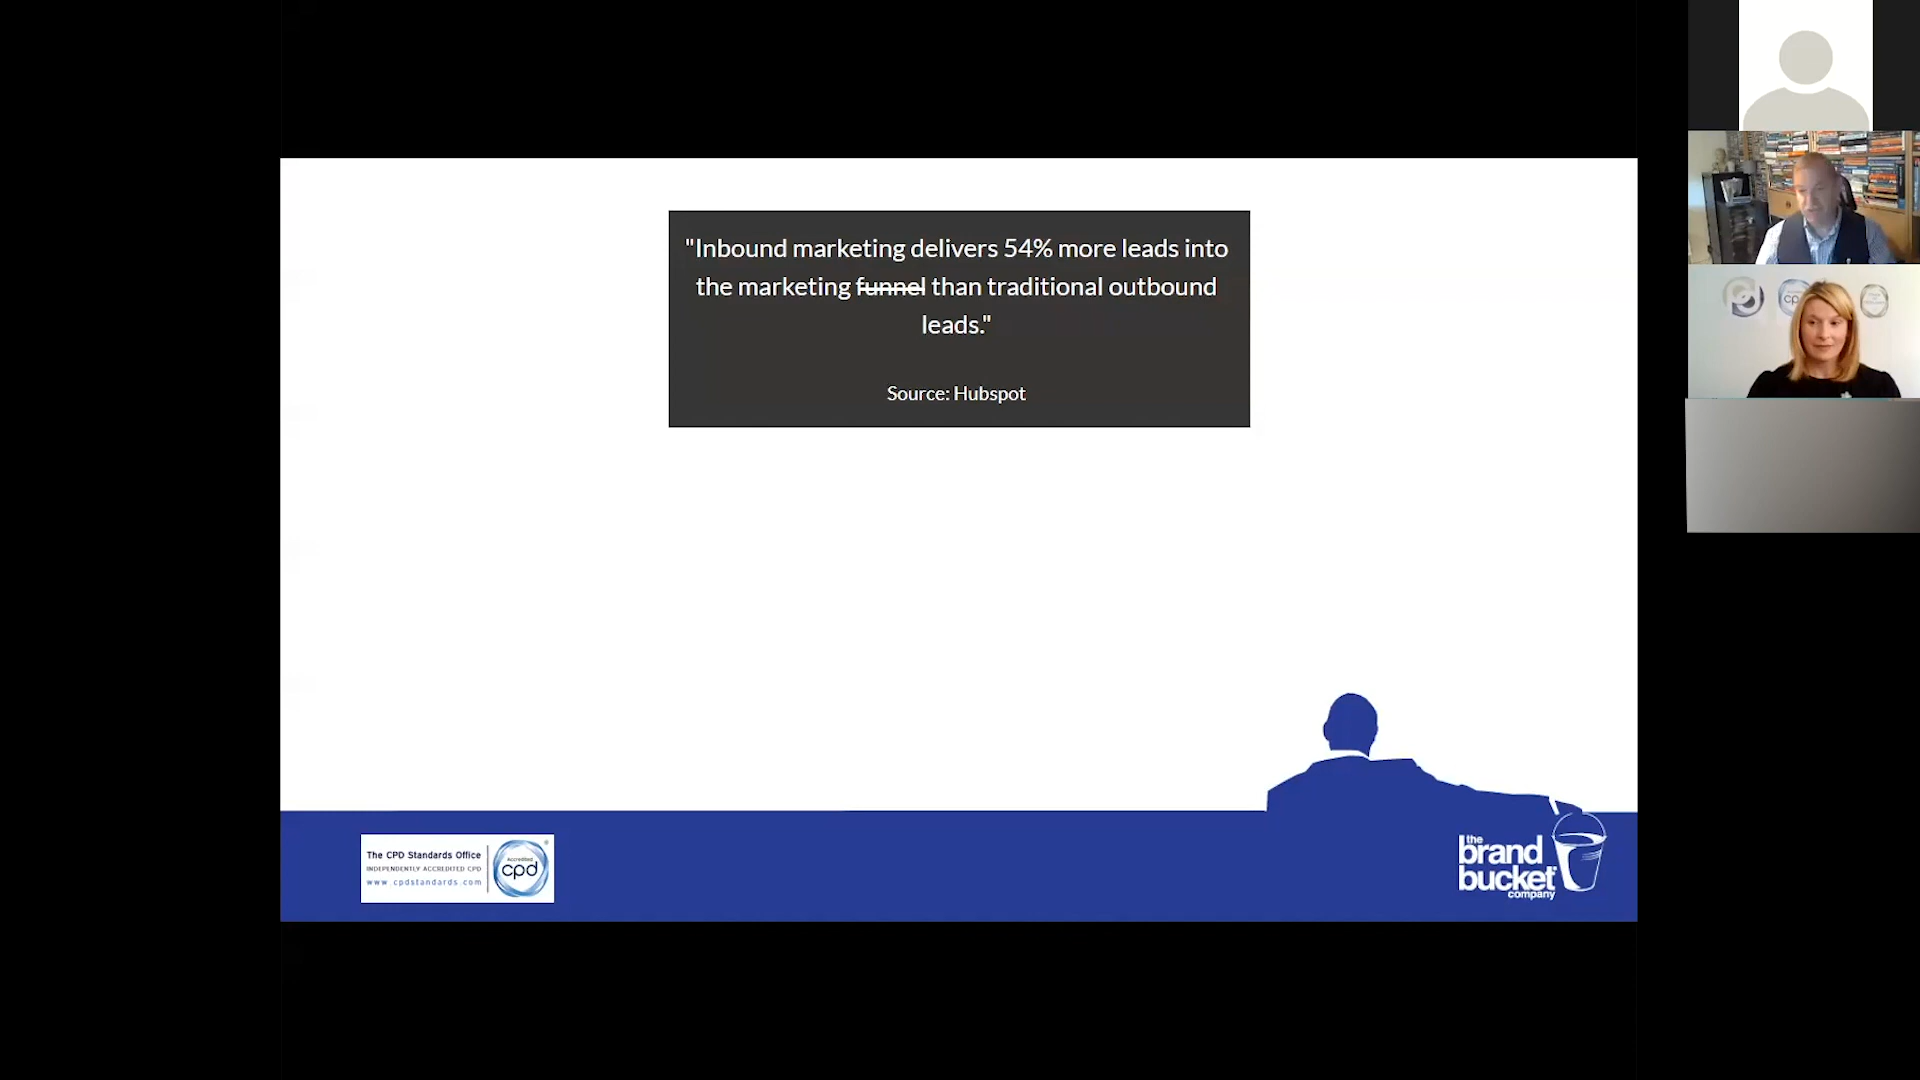 "Inbound marketing delivers 54% more leads into
the marketing funnel than traditional outbound
leads."
Source: Hubspot
The CPD Standards Office
INDEPENDENTLY ACCREDITED CPD
www. cpdstandards. com
Accredited
cpd
the
brand
bucket
company